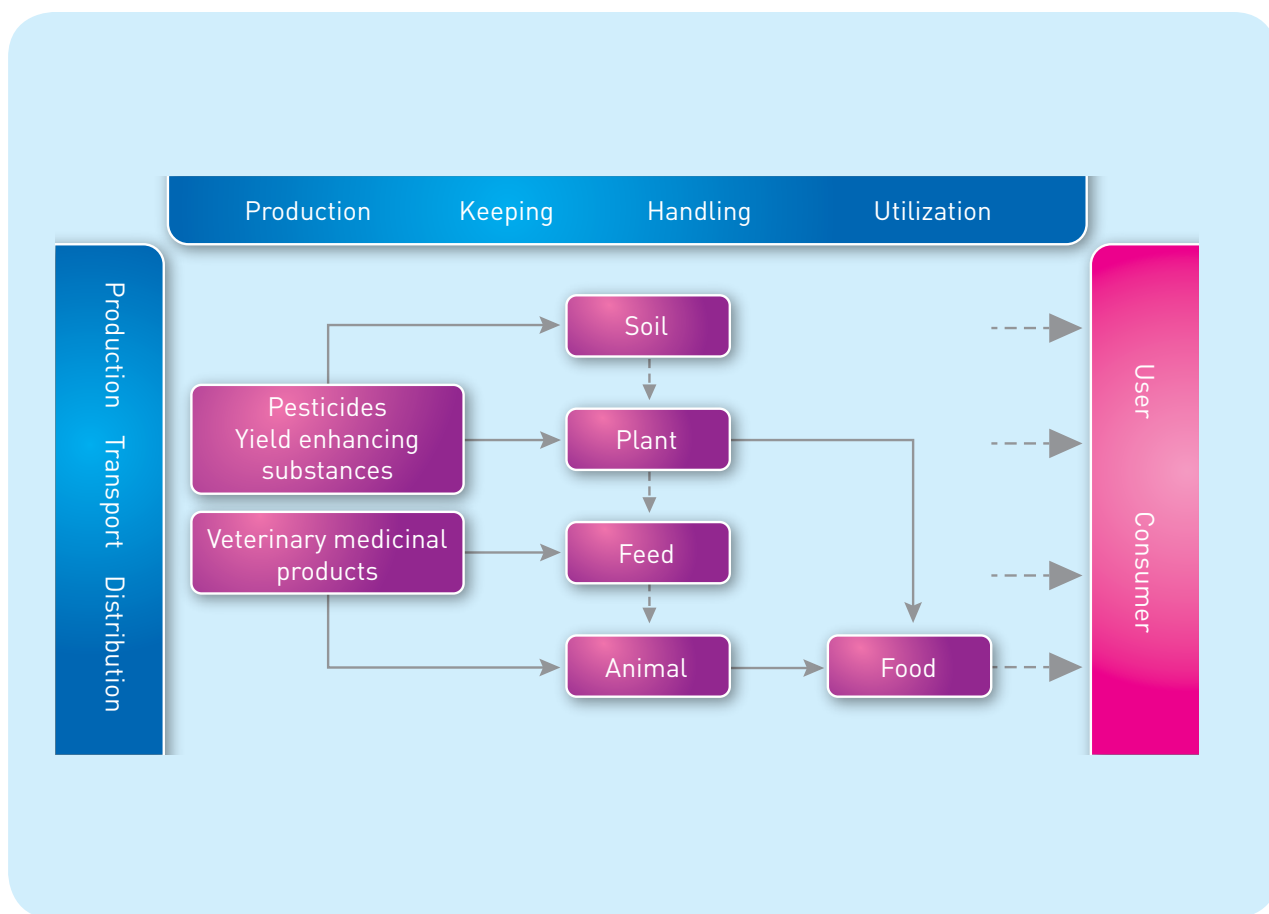 Production Keeping Handling Utilization
Production Transport Distribution
Soil
Pesticides
Yield enhancing
substances
Plant
Veterinary medicinal
products
Feed
Animal
Food
User Consumer